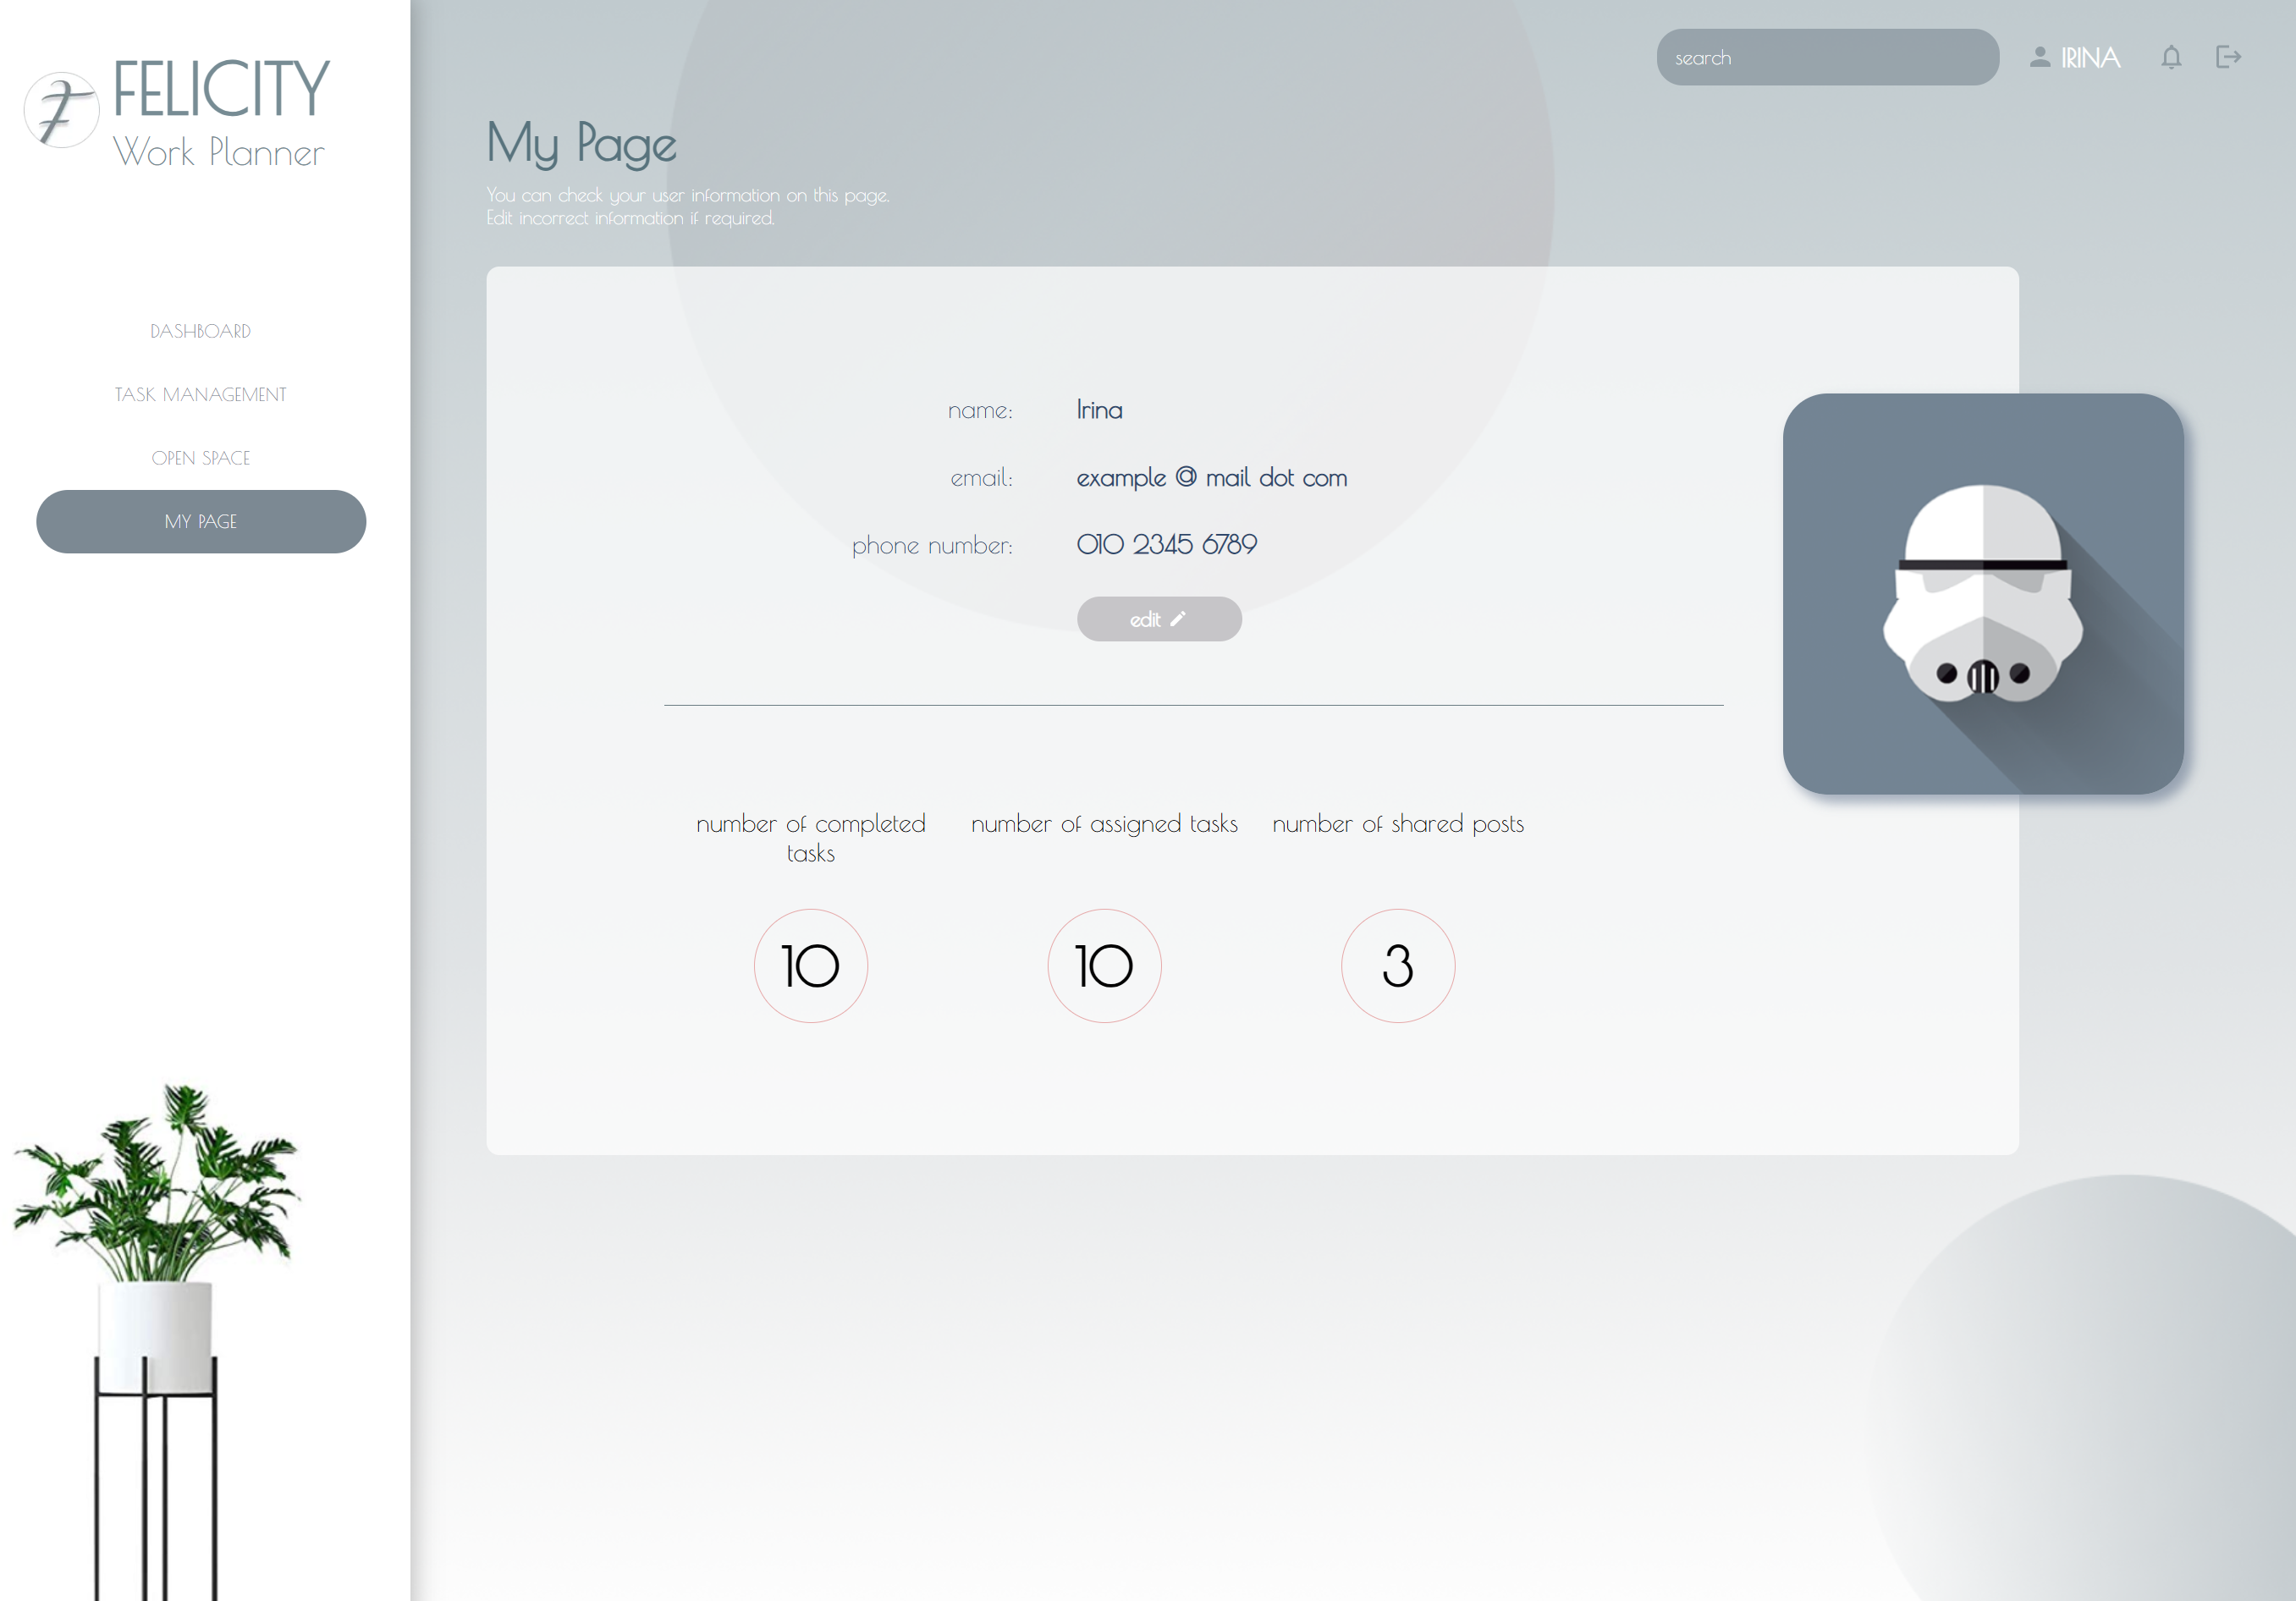 FELICITY
Work Planner
DASHBOARD
TASK MANAGEMENT
OPEN SPACE
MY PAGE
search
IRINA
My Page
You can check your user information on this page.
Edit incorrect information if required.
name: Irina
email: example @ mail dot com
phone number: 010 2345 6789
edit
number of completed tasks
number of assigned tasks
number of shared posts
10
10
3